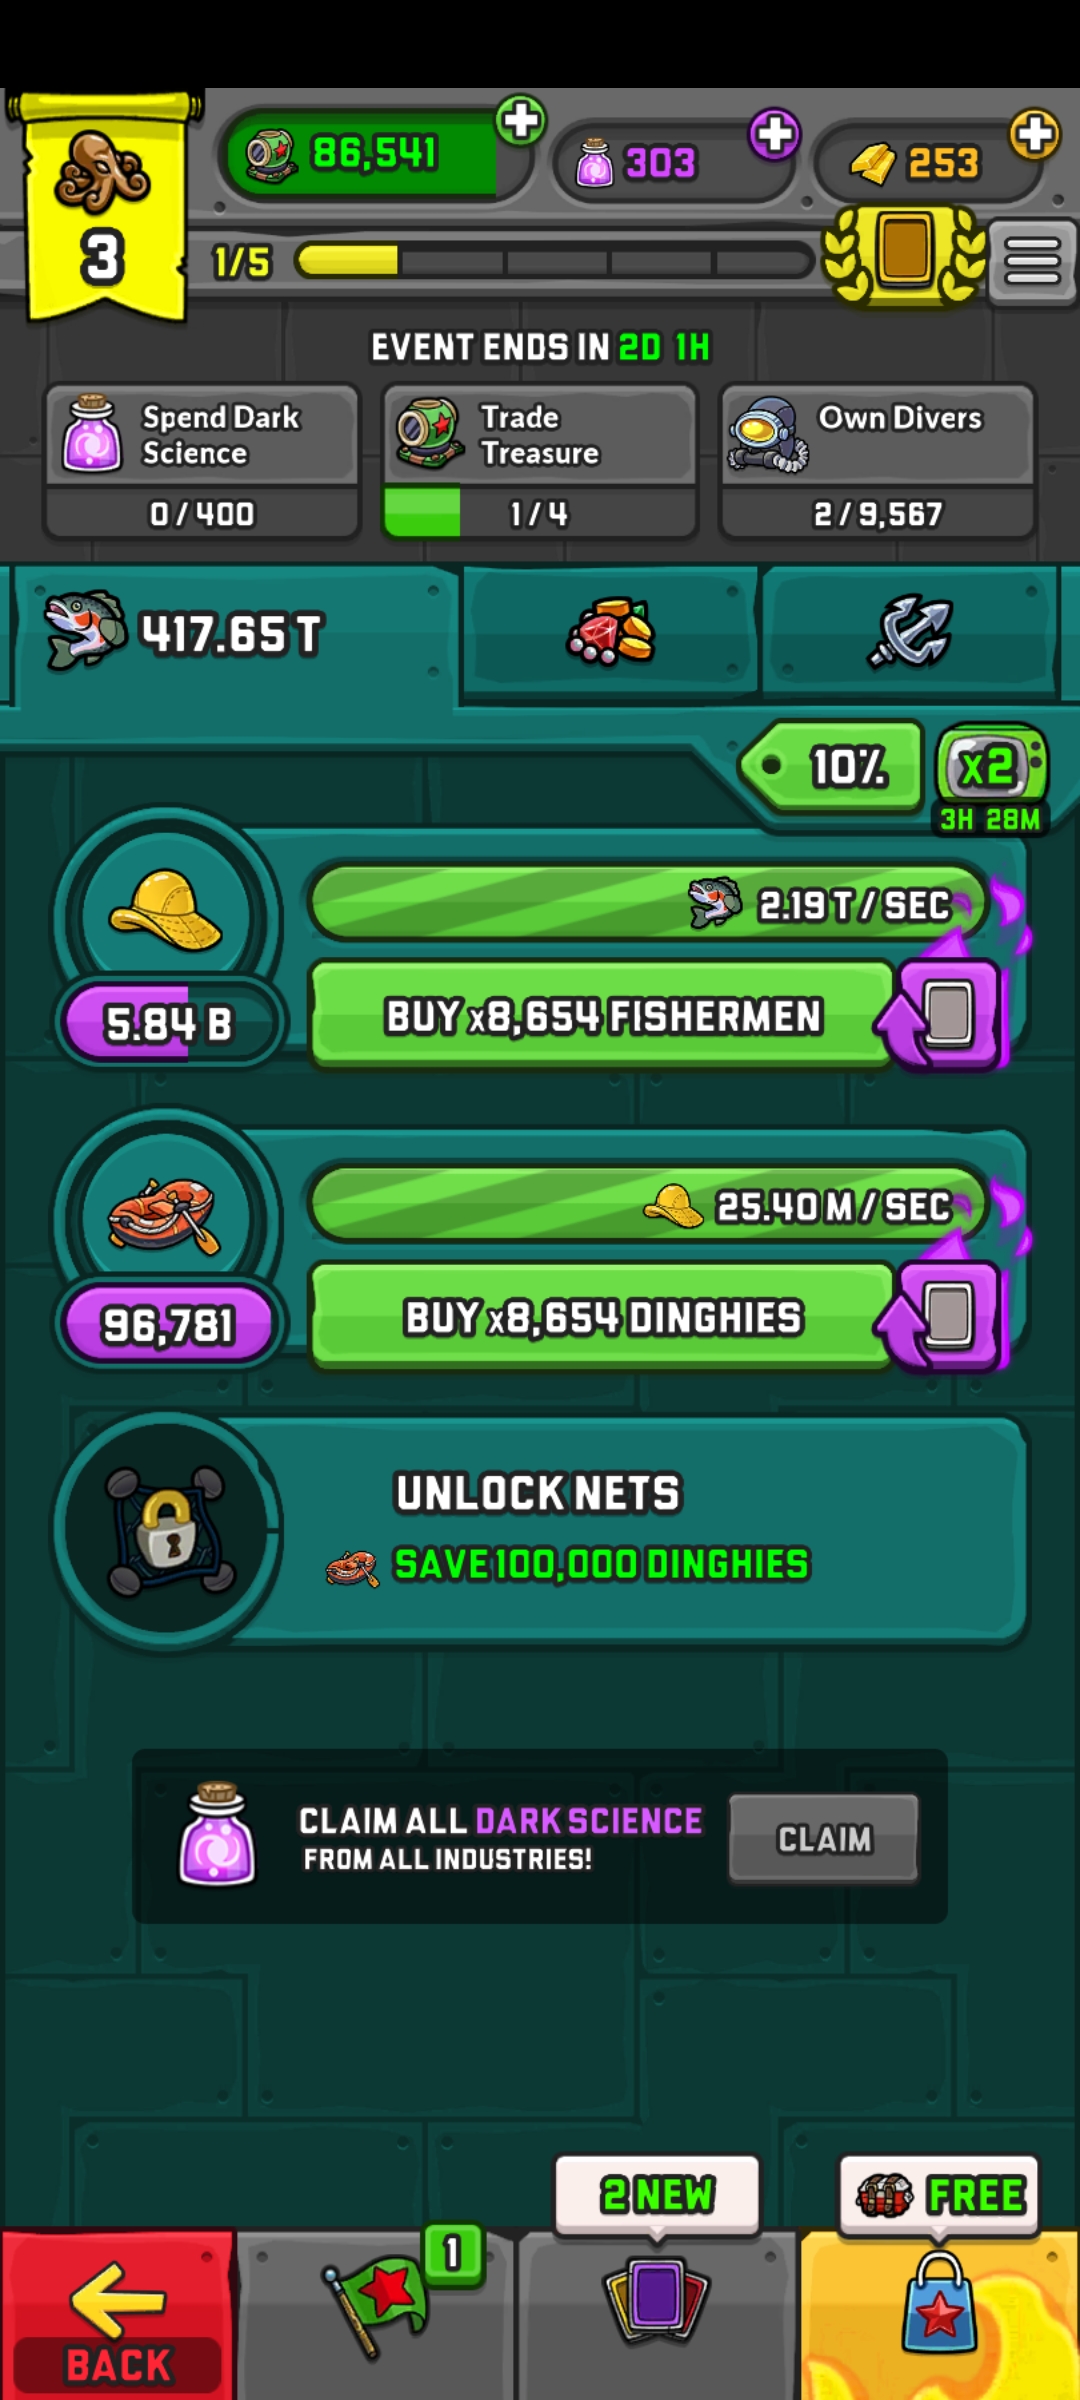 86,541
303
253
3
1/5
EVENT ENDS IN 2D 1H
Spend Dark
Science
0 / 400
Trade
Treasure
1 / 4
Own Divers
2 / 9,567
417.65 T
10%
x2
3H 28M
2.19 T / SEC
5.84 B
BUY x8,654 FISHERMEN
25.40 M / SEC
96,781
BUY x8,654 DINGHIES
UNLOCK NETS
SAVE 100,000 DINGHIES
CLAIM ALL DARK SCIENCE
FROM ALL INDUSTRIES!
CLAIM
2 NEW
FREE
1
BACK